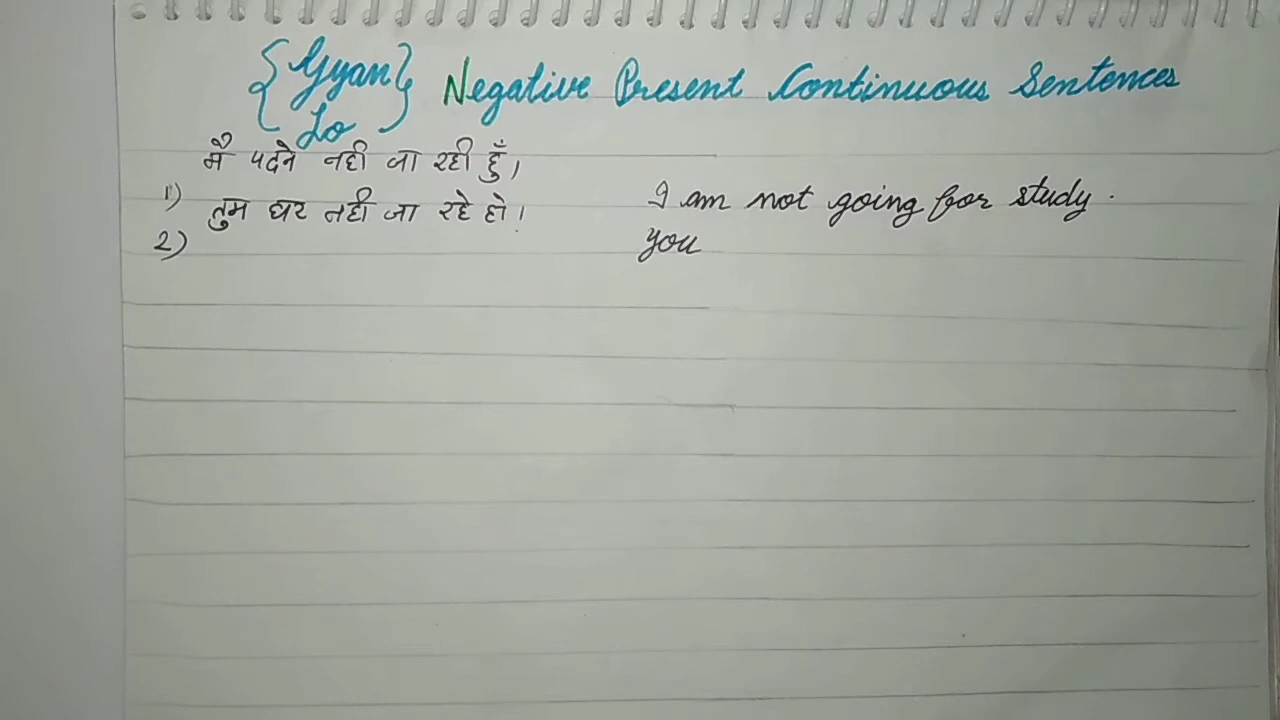 {Gyan Lo} Negative Present Continuous Sentences
1) मै पढने नही जा रही हुँ। I am not going for study.
2) तुम घर नही जा रहे हो। you